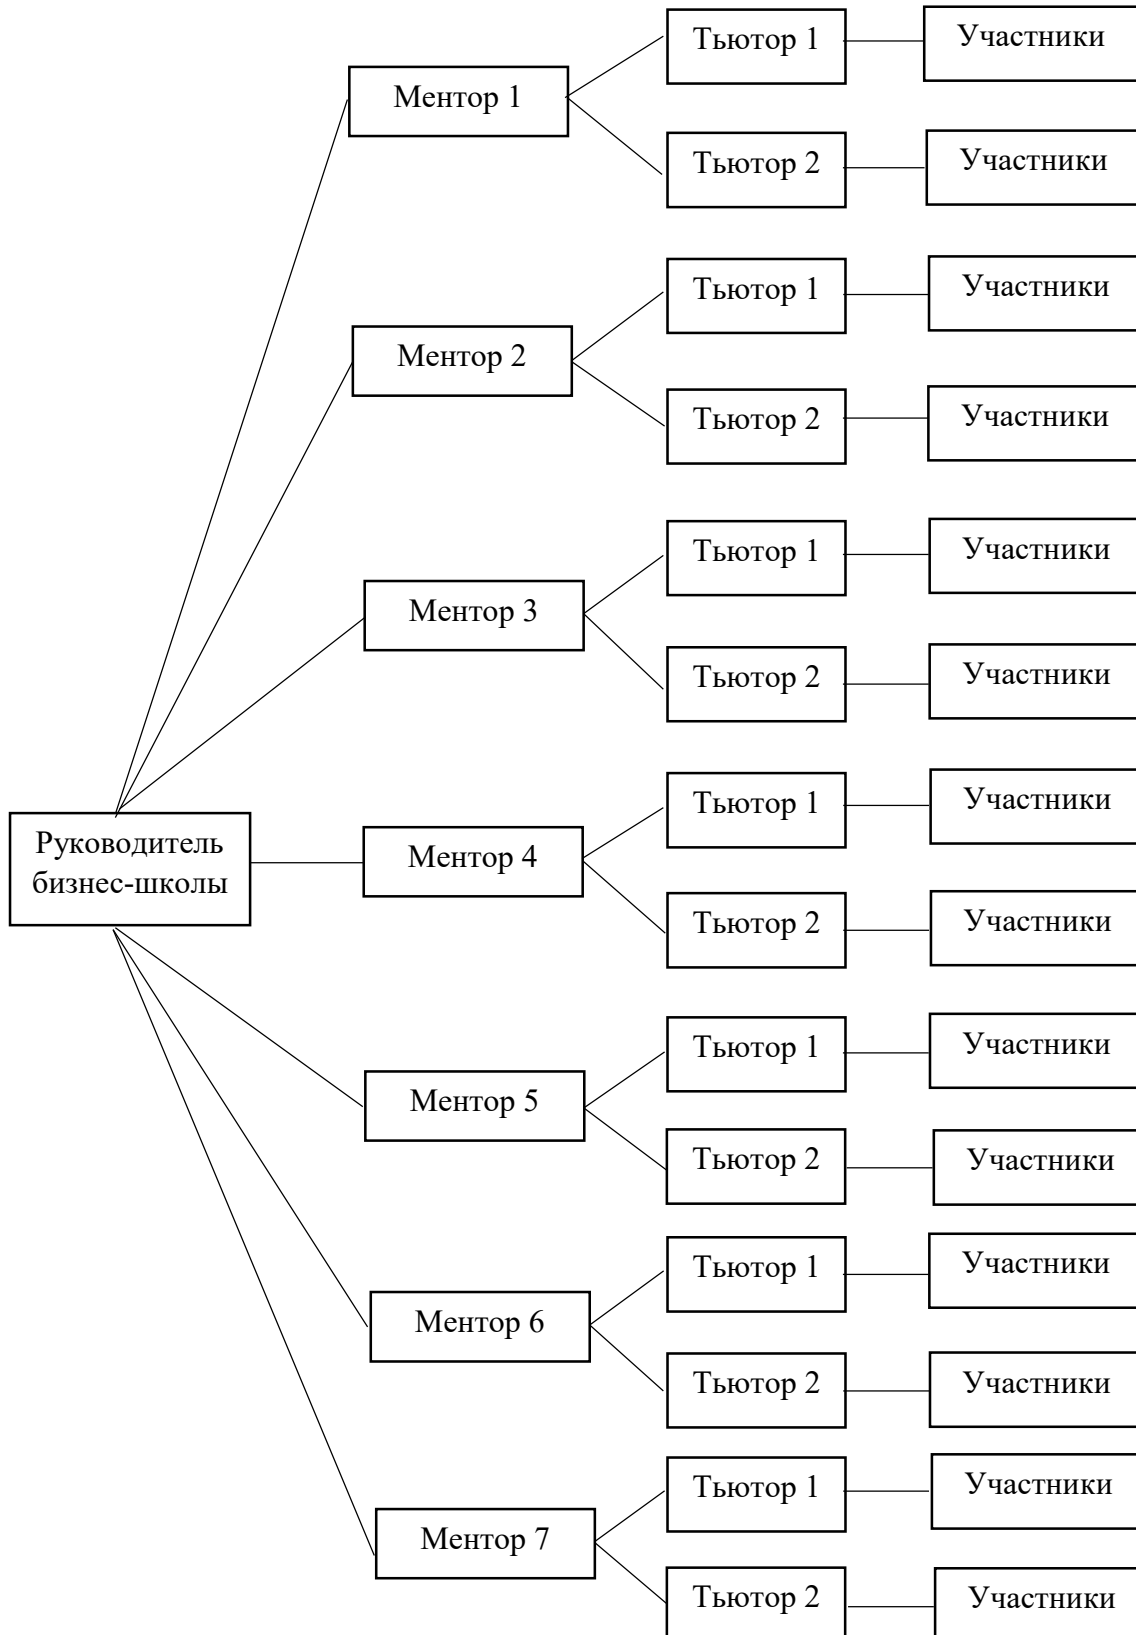 Тьютор 1
Участники
Ментор 1
Тьютор 2
Участники
Тьютор 1
Участники
Ментор 2
Тьютор 2
Участники
Тьютор 1
Участники
Ментор 3
Тьютор 2
Участники
Тьютор 1
Участники
Руководитель
бизнес-школы
Ментор 4
Тьютор 2
Участники
Тьютор 1
Участники
Ментор 5
Тьютор 2
Участники
Тьютор 1
Участники
Ментор 6
Тьютор 2
Участники
Тьютор 1
Участники
Ментор 7
Тьютор 2
Участники